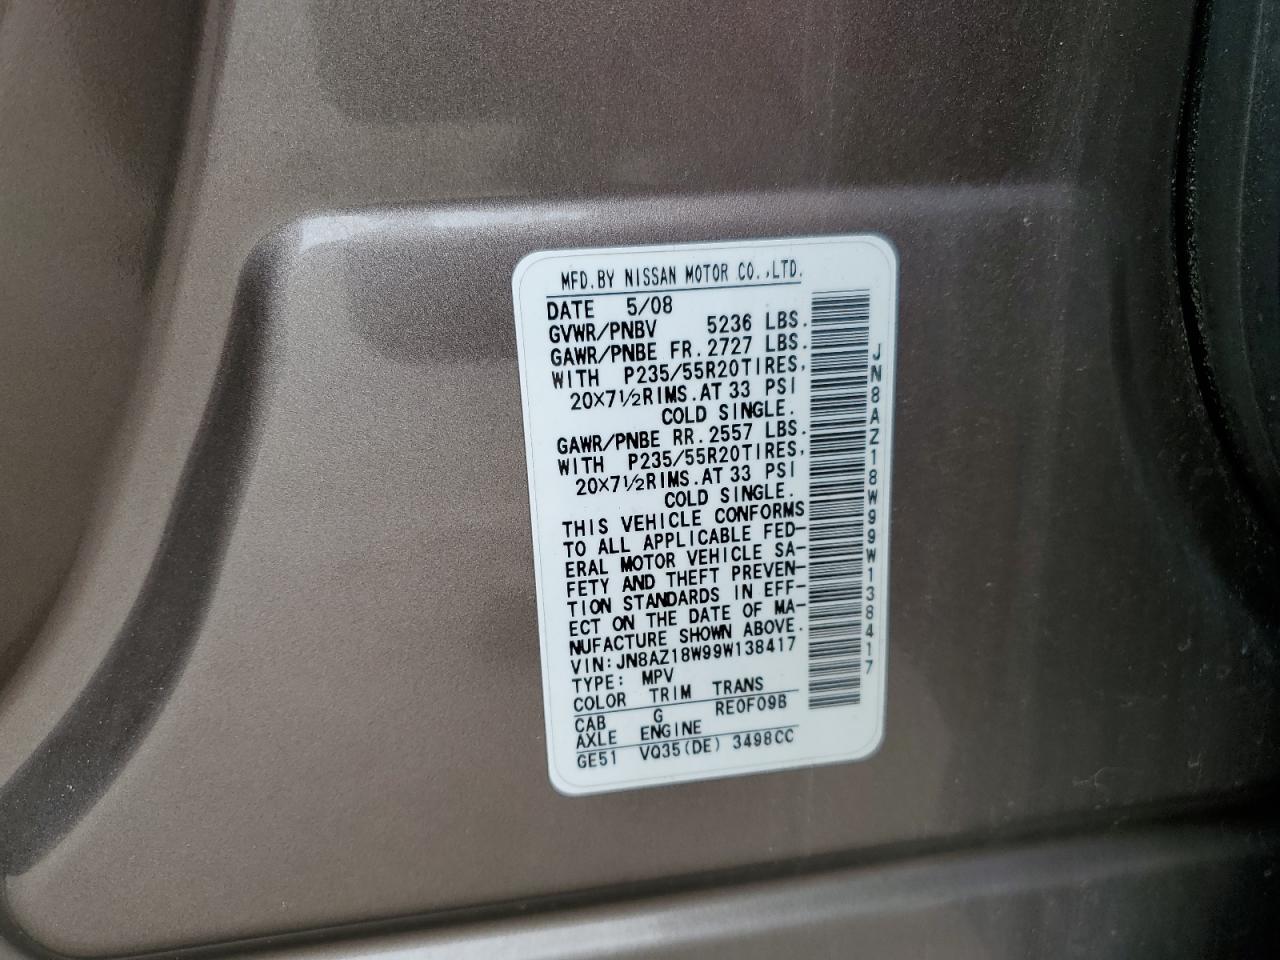 MFD.BY NISSAN MOTOR CO.,LTD.
DATE 5/08
GVWR/PNBV 5236 LBS.
GAWR/PNBE FR.2727 LBS.
WITH P235/55R20TIRES,
20×7½RIMS.AT 33 PSI
COLD SINGLE.
GAWR/PNBE RR.2557 LBS.
WITH P235/55R20TIRES,
20×7½RIMS.AT 33 PSI
COLD SINGLE.
THIS VEHICLE CONFORMS
TO ALL APPLICABLE FED-
ERAL MOTOR VEHICLE SA-
FETY AND THEFT PREVEN-
TION STANDARDS IN EFF-
ECT ON THE DATE OF MA-
NUFACTURE SHOWN ABOVE.
VIN:JN8AZ18W99W138417
TYPE: MPV
COLOR TRIM TRANS
CAB G RE0F09B
AXLE ENGINE
GE51 VQ35(DE) 3498CC
JN8AZ18W99W138417